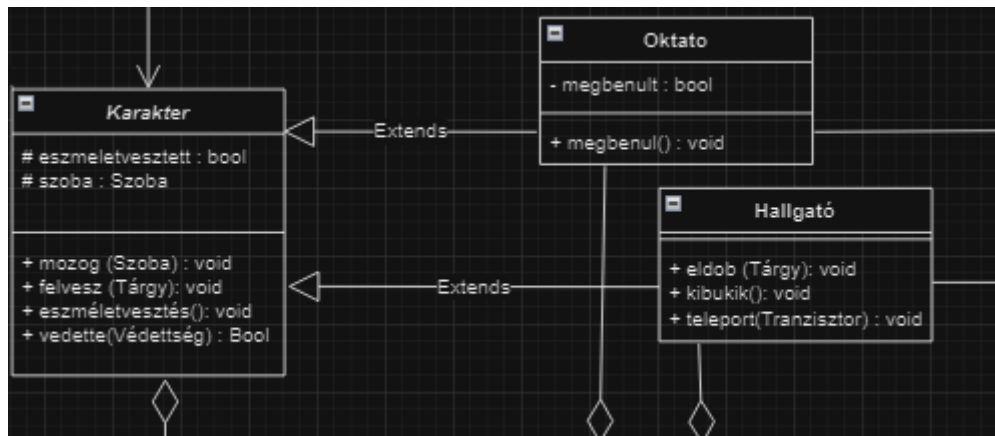 Oktato
- megbenult : bool
+ megbenul() : void
Karakter
# eszmeletvesztett : bool
# szoba : Szoba
+ mozog (Szoba) : void
+ felvesz (Tárgy): void
+ eszméletvesztés(): void
+ vedette(Védettség) : Bool
Extends
Extends
Hallgató
+ eldob (Tárgy): void
+ kibukik(): void
+ teleport(Tranzisztor) : void